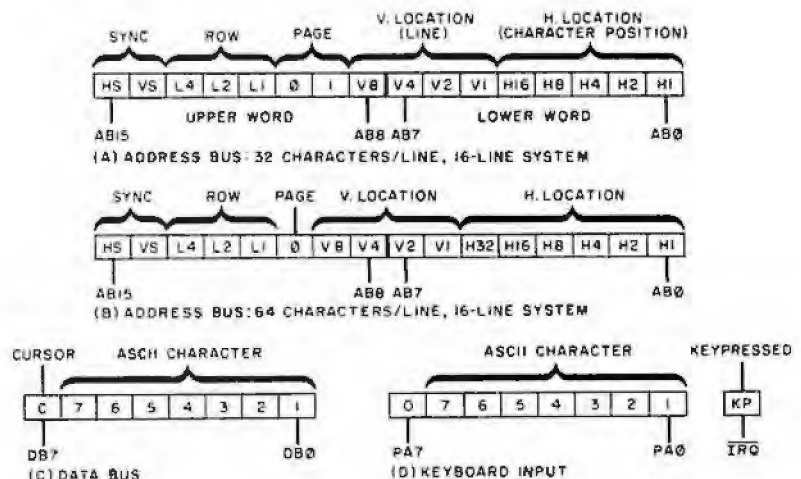 V. LOCATION H. LOCATION
SYNC ROW PAGE (LINE) (CHARACTER POSITION)
HS VS L4 L2 L1 0 1 V8 V4 V2 V1 H16 H8 H4 H2 H1
UPPER WORD LOWER WORD
AB15 AB8 AB7 AB0
(A) ADDRESS BUS: 32 CHARACTERS/LINE, 16-LINE SYSTEM
SYNC ROW PAGE V. LOCATION H. LOCATION
HS VS L4 L2 L1 0 V8 V4 V2 V1 H32 H16 H8 H4 H2 H1
AB15 AB8 AB7 AB0
(B) ADDRESS BUS: 64 CHARACTERS/LINE, 16-LINE SYSTEM
CURSOR ASCII CHARACTER
C 7 6 5 4 3 2 1
DB7 DB0
(C) DATA BUS
ASCII CHARACTER KEYPRESSED
0 7 6 5 4 3 2 1 KP
PA7 PA0 IRQ
(D) KEYBOARD INPUT